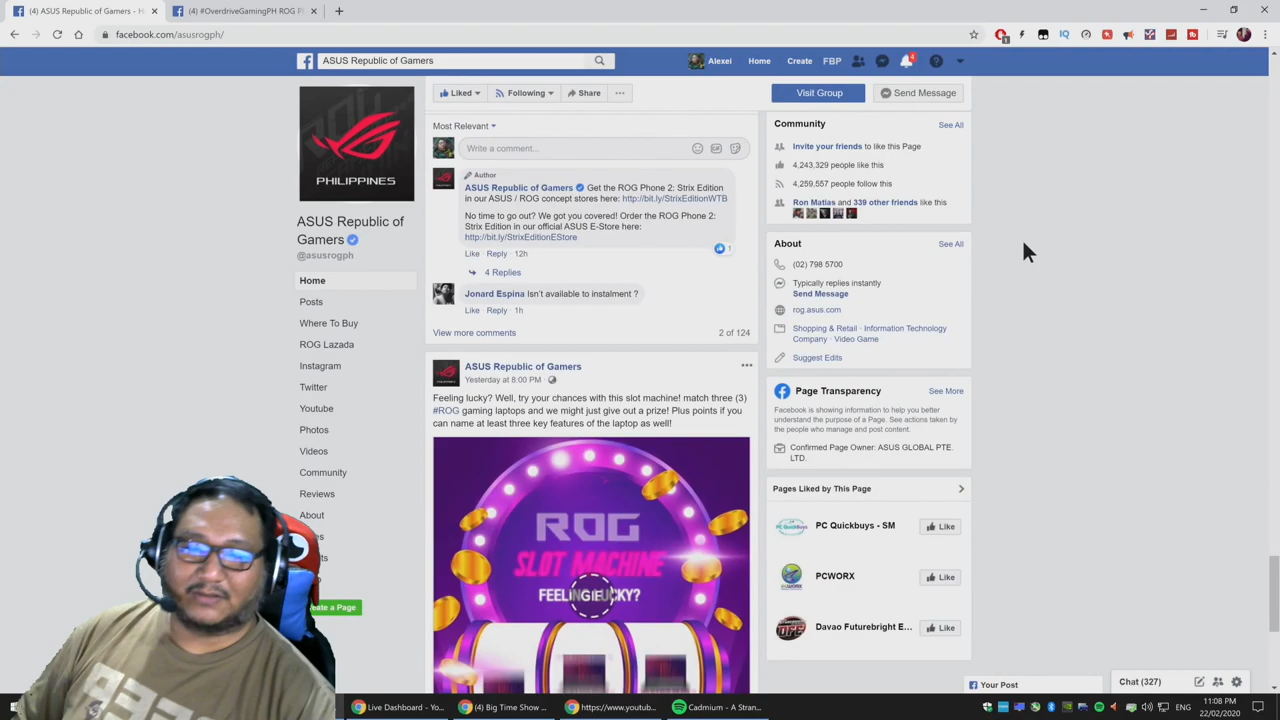 (4) ASUS Republic of Gamers - H
(4) #OverdriveGamingPH ROG P
facebook.com/asusrogph/
ASUS Republic of Gamers
Alexei
Home
Create
FBP
4
Liked
Following
Share
Visit Group
Send Message
PHILIPPINES
ASUS Republic of
Gamers
@asusrogph
Home
Posts
Where To Buy
ROG Lazada
Instagram
Twitter
Youtube
Photos
Videos
Community
Reviews
About
Create a Page
Most Relevant
Write a comment...
GIF
Author
ASUS Republic of Gamers Get the ROG Phone 2: Strix Edition
in our ASUS / ROG concept stores here: http://bit.ly/StrixEditionWTB
No time to go out? We got you covered! Order the ROG Phone 2:
Strix Edition in our official ASUS E-Store here:
http://bit.ly/StrixEditionEStore
1
Like Reply 12h
4 Replies
Jonard Espina Isn't available to instalment ?
Like Reply 1h
View more comments
2 of 124
ASUS Republic of Gamers
Yesterday at 8:00 PM
Feeling lucky? Well, try your chances with this slot machine! match three (3)
#ROG gaming laptops and we might just give out a prize! Plus points if you
can name at least three key features of the laptop as well!
ROG
SLOT MACHINE
FEELING LUCKY?
GIF
Community
See All
Invite your friends to like this Page
4,243,329 people like this
4,259,557 people follow this
Ron Matias and 339 other friends like this
About
See All
(02) 798 5700
Typically replies instantly
Send Message
rog.asus.com
Shopping & Retail · Information Technology
Company · Video Game
Suggest Edits
Page Transparency
See More
Facebook is showing information to help you better
understand the purpose of a Page. See actions taken by
the people who manage and post content.
Confirmed Page Owner: ASUS GLOBAL PTE.
LTD.
Pages Liked by This Page
PC Quickbuys - SM
Like
PCWORX
Like
Davao Futurebright E...
Like
Your Post
Chat (327)
Live Dashboard - Yo...
(4) Big Time Show ...
https://www.youtub...
Cadmium - A Stran...
ENG
11:08 PM
22/02/2020